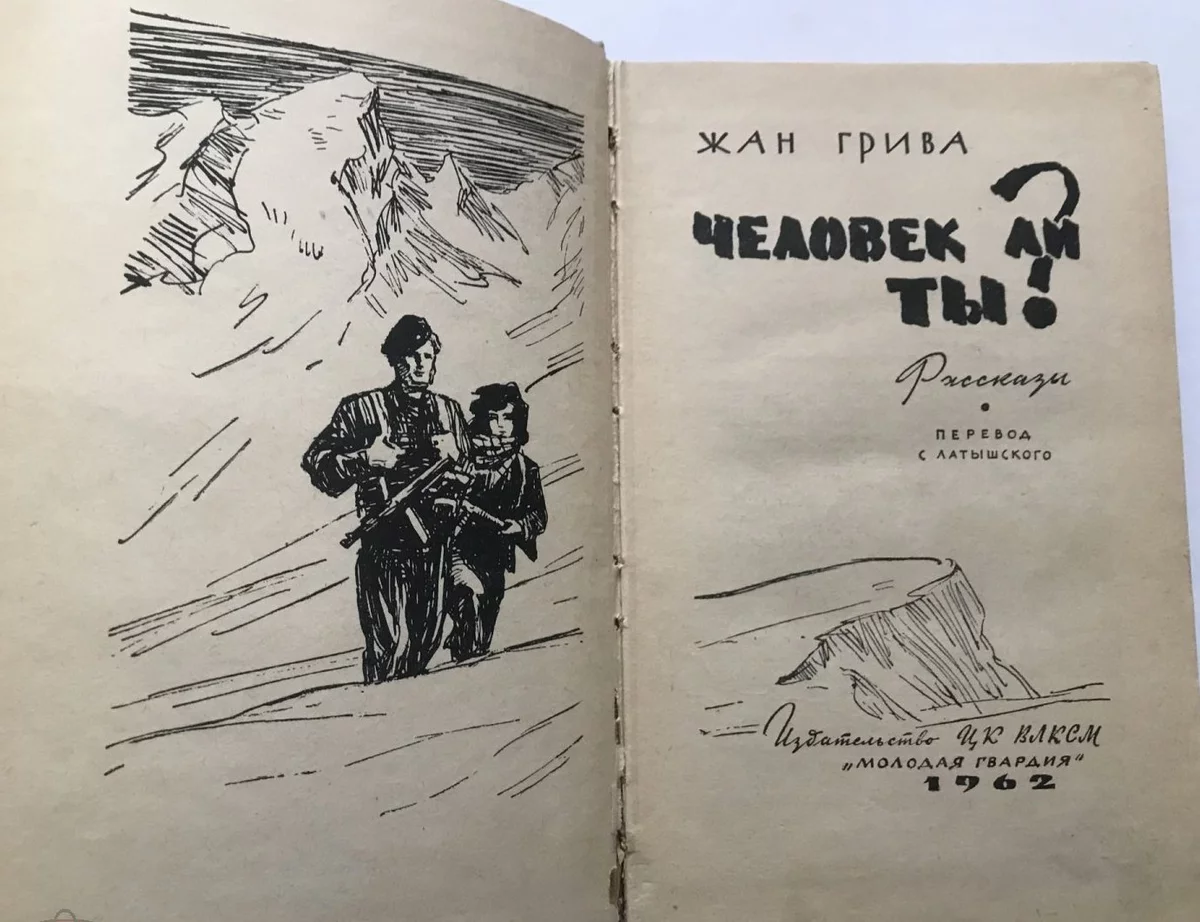 ЖАН ГРИВА
ЧЕЛОВЕК ЛИ
ТЫ?
Рассказы
ПЕРЕВОД
С ЛАТЫШСКОГО
Издательство ЦК ВЛКСМ
„МОЛОДАЯ ГВАРДИЯ"
1962